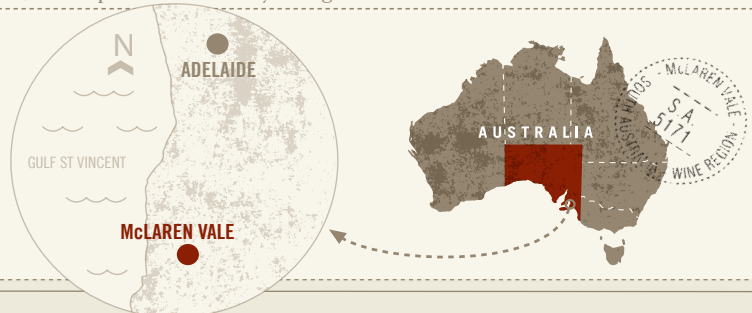 N
ADELAIDE
GULF ST VINCENT
McLAREN VALE
AUSTRALIA
McLAREN VALE
SOUTH AUSTRALIA
WINE REGION
S A
5171